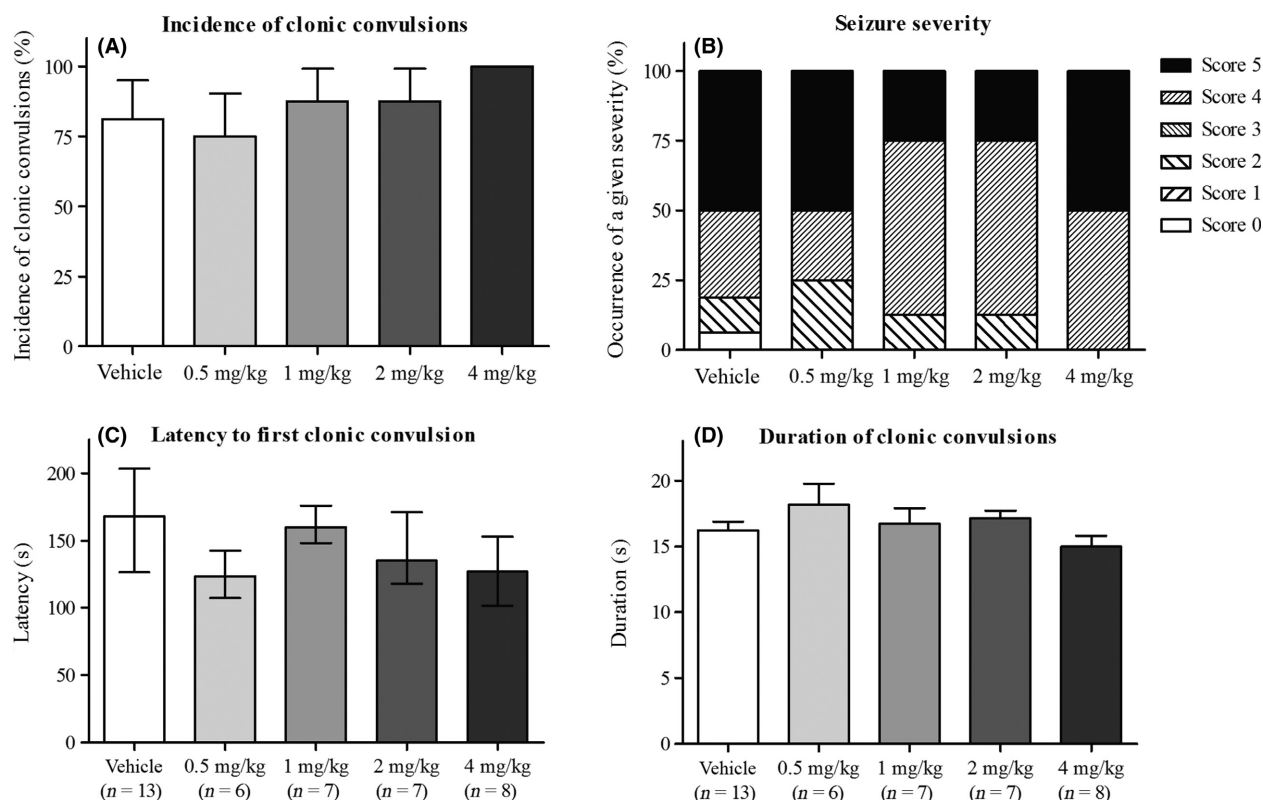 (A) Incidence of clonic convulsions
Incidence of clonic convulsions (%)
100
75
50
25
0
Vehicle 0.5 mg/kg 1 mg/kg 2 mg/kg 4 mg/kg
(B) Seizure severity
Occurrence of a given severity (%)
100
75
50
25
0
Vehicle 0.5 mg/kg 1 mg/kg 2 mg/kg 4 mg/kg
Score 5
Score 4
Score 3
Score 2
Score 1
Score 0
(C) Latency to first clonic convulsion
Latency (s)
200
150
100
50
0
Vehicle 0.5 mg/kg 1 mg/kg 2 mg/kg 4 mg/kg
(n = 13) (n = 6) (n = 7) (n = 7) (n = 8)
(D) Duration of clonic convulsions
Duration (s)
20
15
10
5
0
Vehicle 0.5 mg/kg 1 mg/kg 2 mg/kg 4 mg/kg
(n = 13) (n = 6) (n = 7) (n = 7) (n = 8)